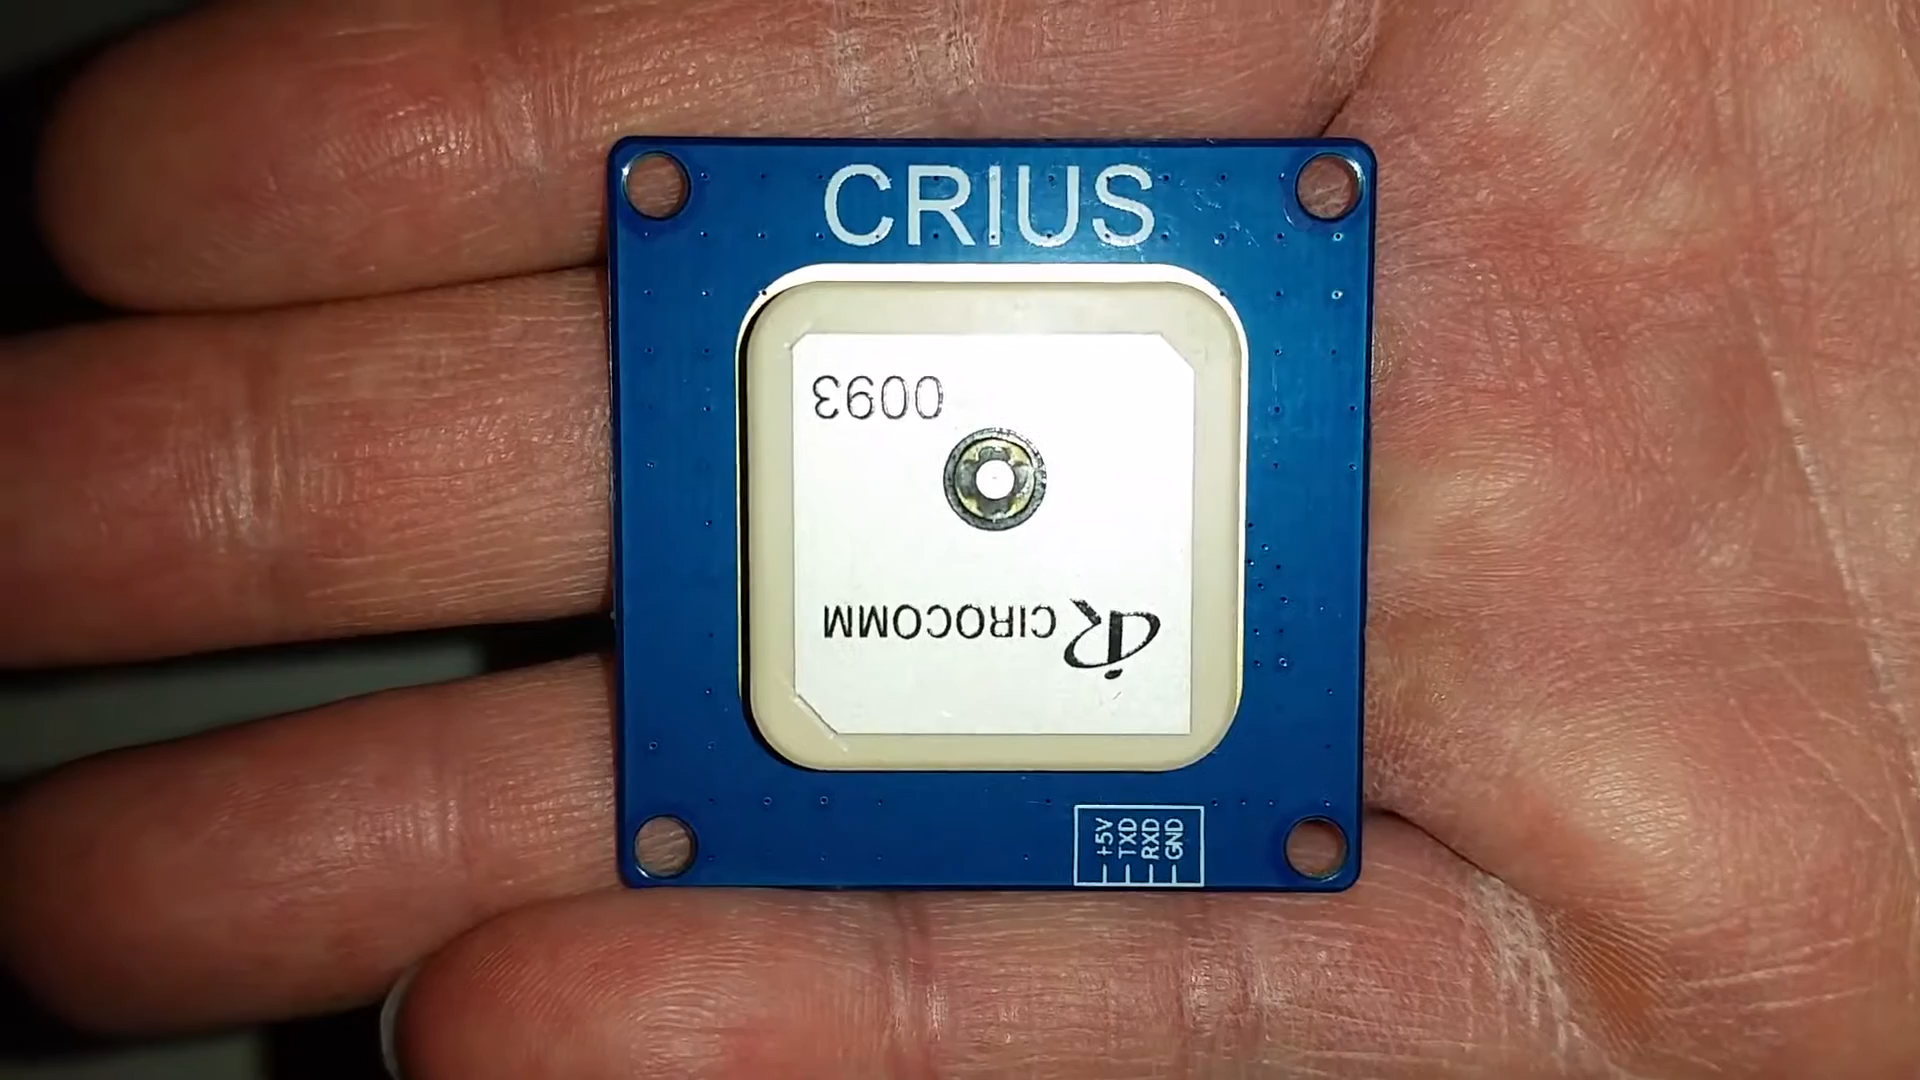 CRIUS
0093
CIROCOMM
+5V
TXD
RXD
GND